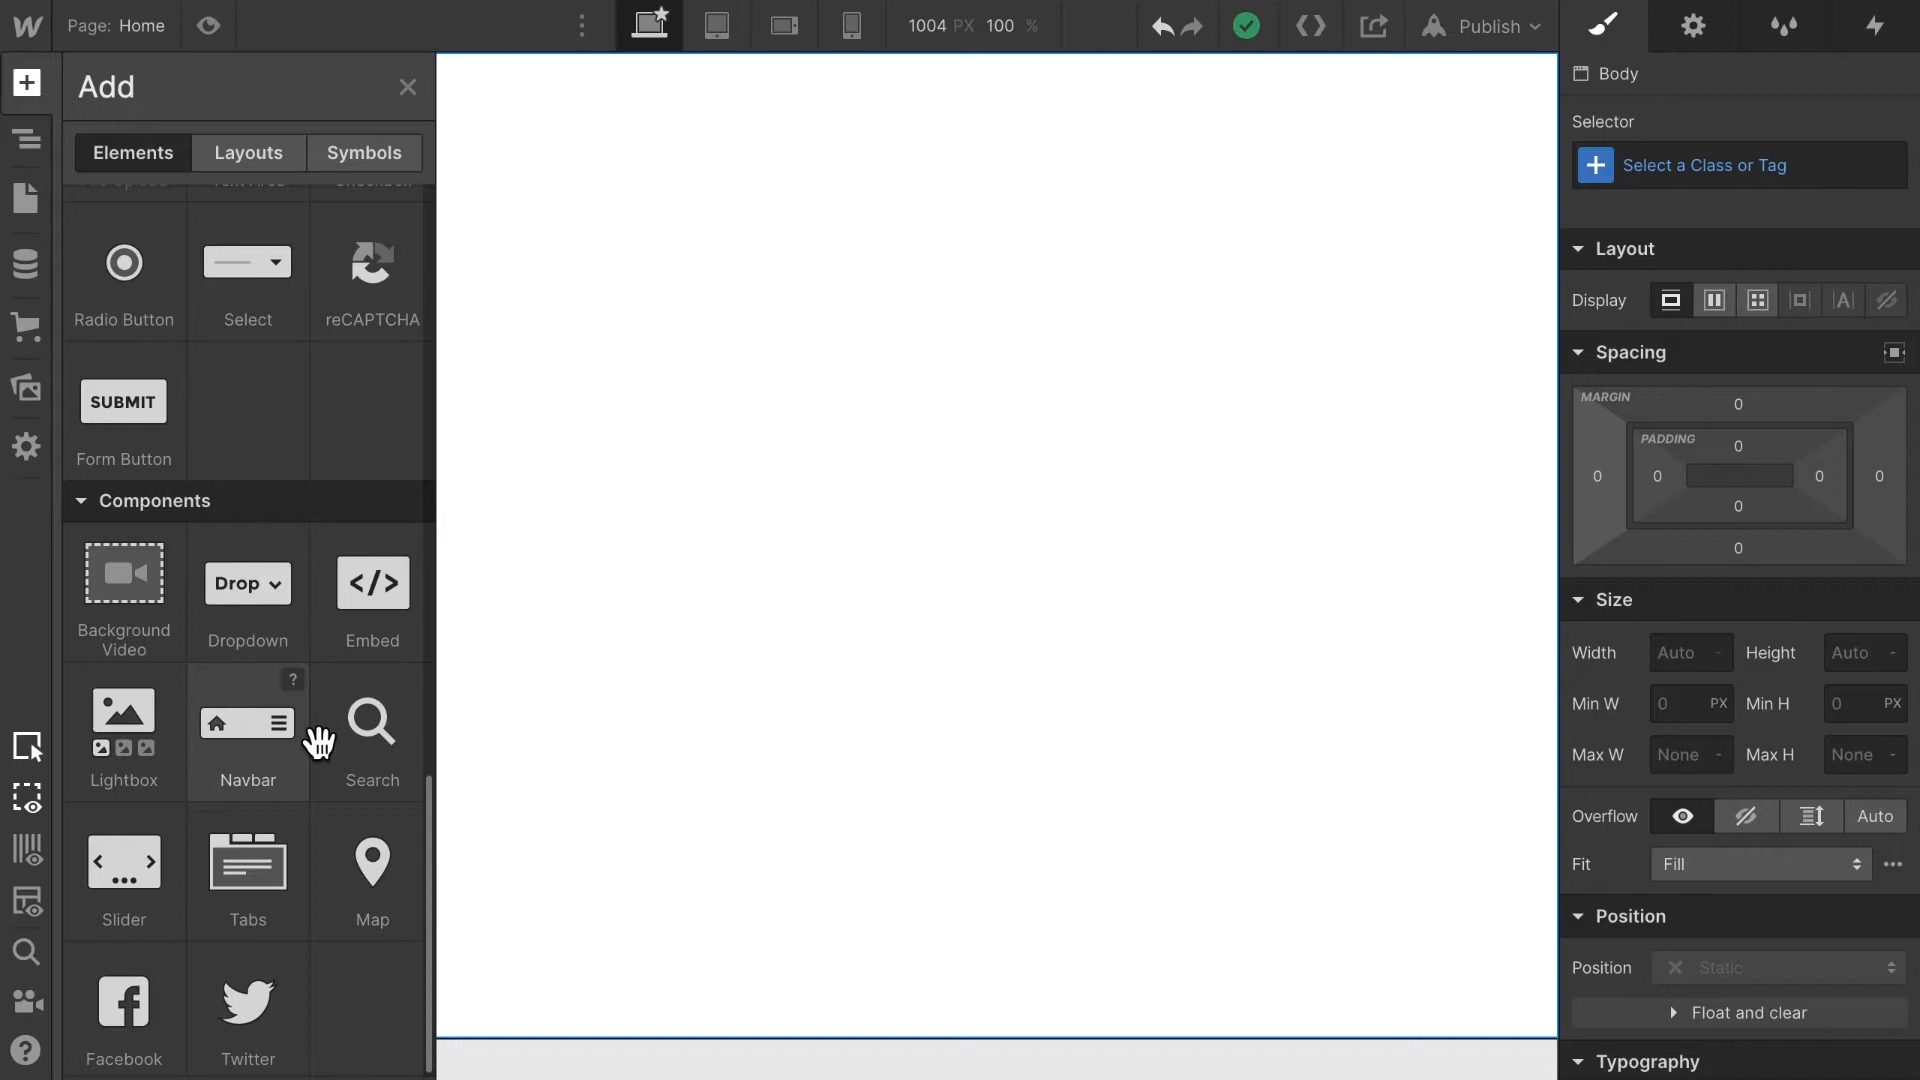 Page: Home
1004 PX 100 %
Publish
Add
Elements
Layouts
Symbols
Radio Button
Select
reCAPTCHA
SUBMIT
Form Button
Components
Background
Video
Drop
Dropdown
</>
Embed
Lightbox
?
Navbar
Search
Slider
Tabs
Map
Facebook
Twitter
Body
Selector
Select a Class or Tag
Layout
Display
Spacing
MARGIN
0
PADDING
0
0 0 0 0
0
0
Size
Width Auto - Height Auto -
Min W 0 PX Min H 0 PX
Max W None - Max H None -
Overflow Auto
Fit Fill
Position
Position Static
Float and clear
Typography